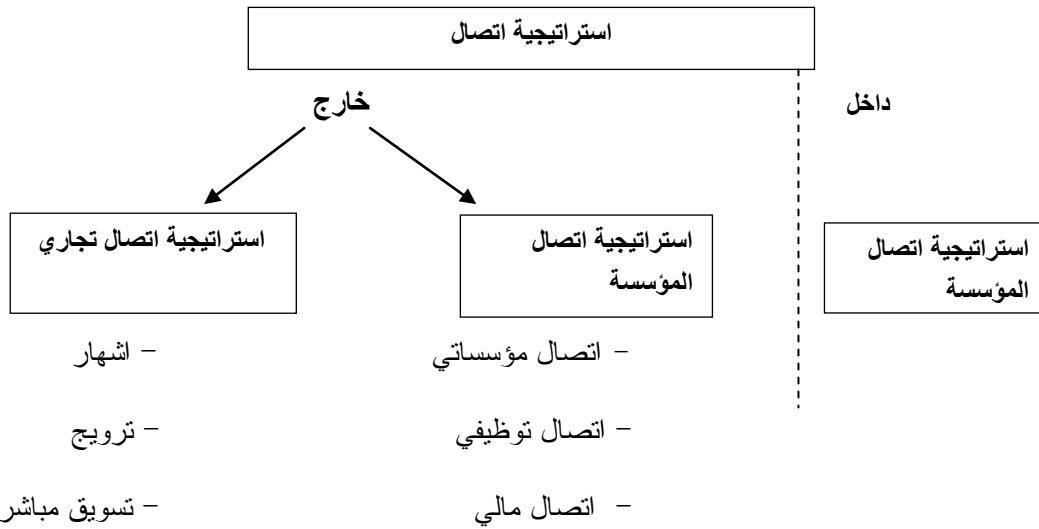 استراتيجية اتصال
خارج
داخل
استراتيجية اتصال
المؤسسة
استراتيجية اتصال
المؤسسة
استراتيجية اتصال تجاري
- اتصال مؤسساتي
- اتصال توظيفي
- اتصال مالي
- اشهار
- ترويج
- تسويق مباشر